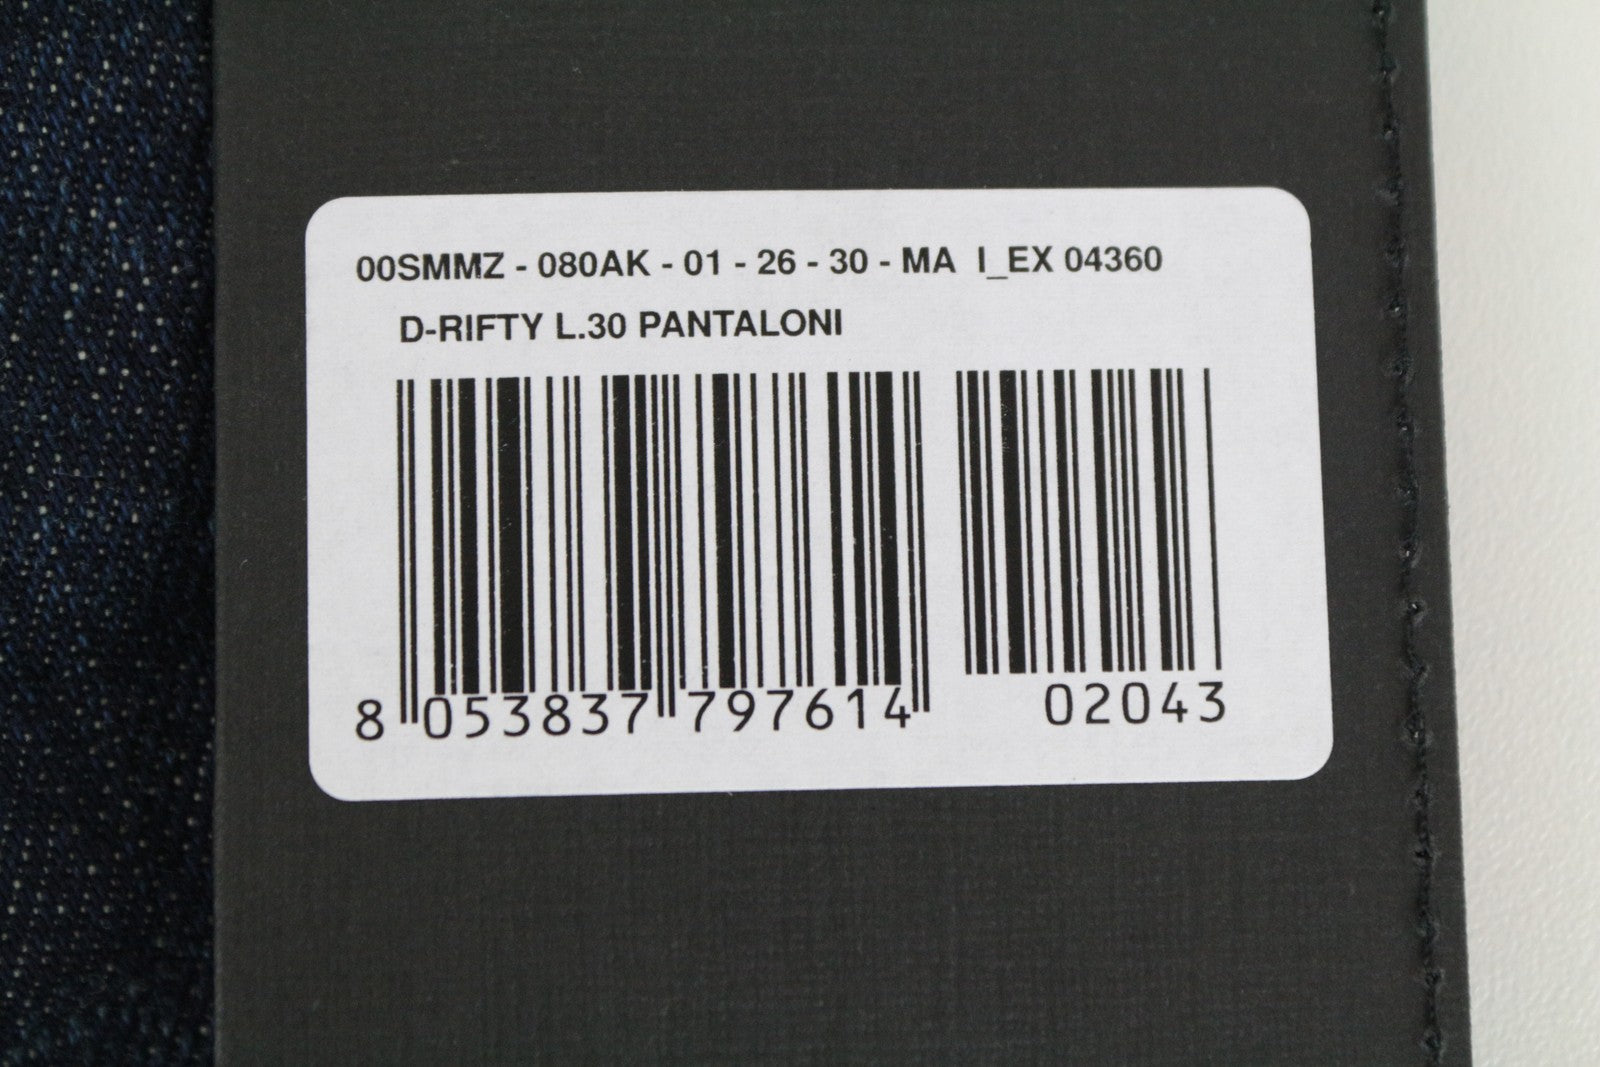 00SMMZ - 080AK - 01 - 26 - 30 - MA I_EX 04360
D-RIFTY L.30 PANTALONI
8 053837 797614 02043